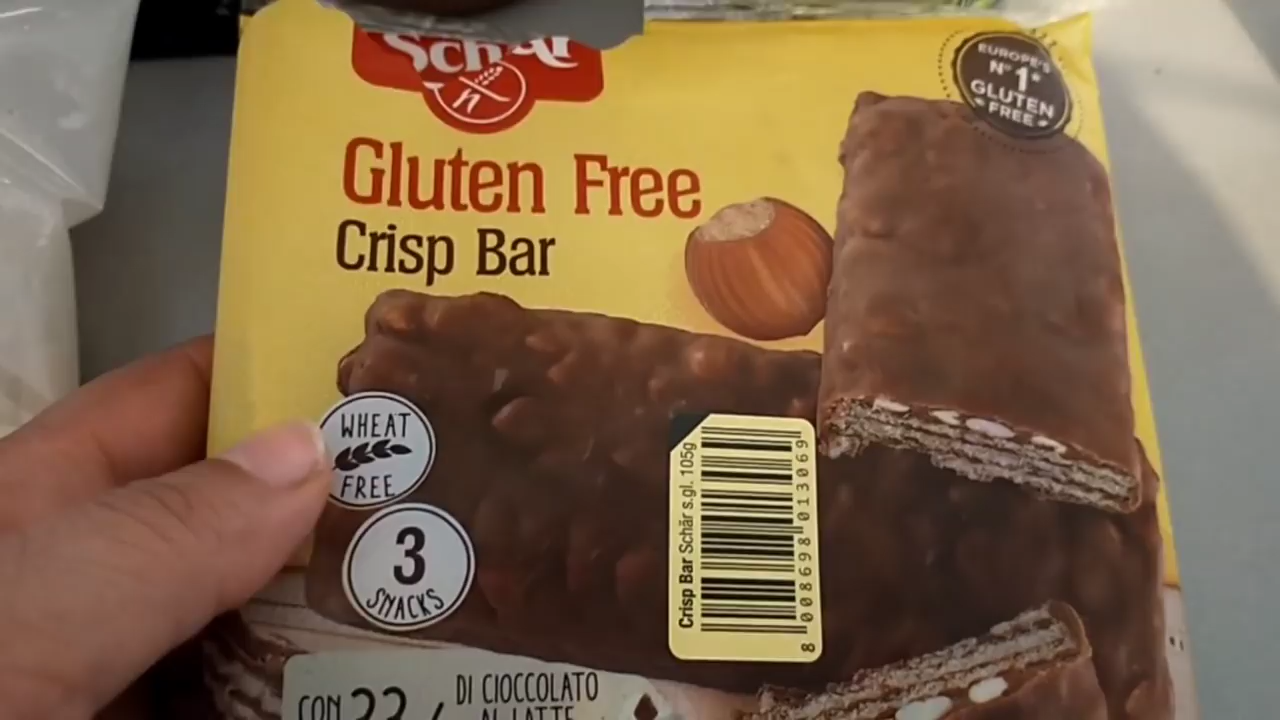 Schär
EUROPE'S
N° 1*
GLUTEN
FREE
Gluten Free
Crisp Bar
WHEAT
FREE
3
SNACKS
Crisp Bar Schär s.gl. 105g
8 008698 013069
CON
DI CIOCCOLATO
AL LATTE